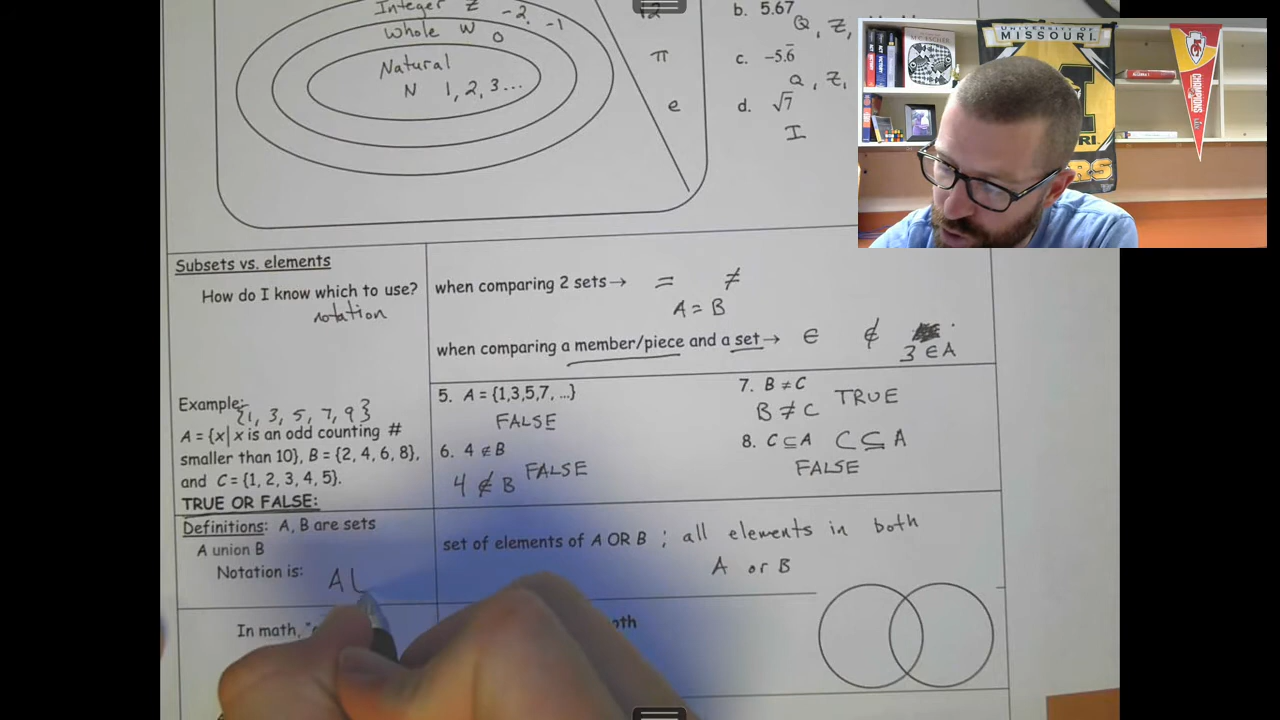 Integer Z -2, -1
Whole W 0
Natural
N 1, 2, 3...
π
e
b. 5.67
Q, Z,
c. -5.6̅
Q, Z,
d. √7
I
UNIVERSITY OF
MISSOURI
M.C. ESCHER
CHAMPIONS
Subsets vs. elements
How do I know which to use?
notation
when comparing 2 sets→ = ≠
A = B
when comparing a member/piece and a set→ ∈ ∉
3 ∈ A
Example:
{1, 3, 5, 7, 9}
A = {x| x is an odd counting #
smaller than 10}, B = {2, 4, 6, 8},
and C = {1, 2, 3, 4, 5}.
TRUE OR FALSE:
5. A = {1,3,5,7, ...}
FALSE
6. 4 ∉ B
4 ∉ B FALSE
7. B ≠ C
B ≠ C TRUE
8. C ⊆ A C ⊆ A
FALSE
Definitions: A, B are sets
A union B
Notation is: A
set of elements of A OR B ; all elements in both
A or B
In math,